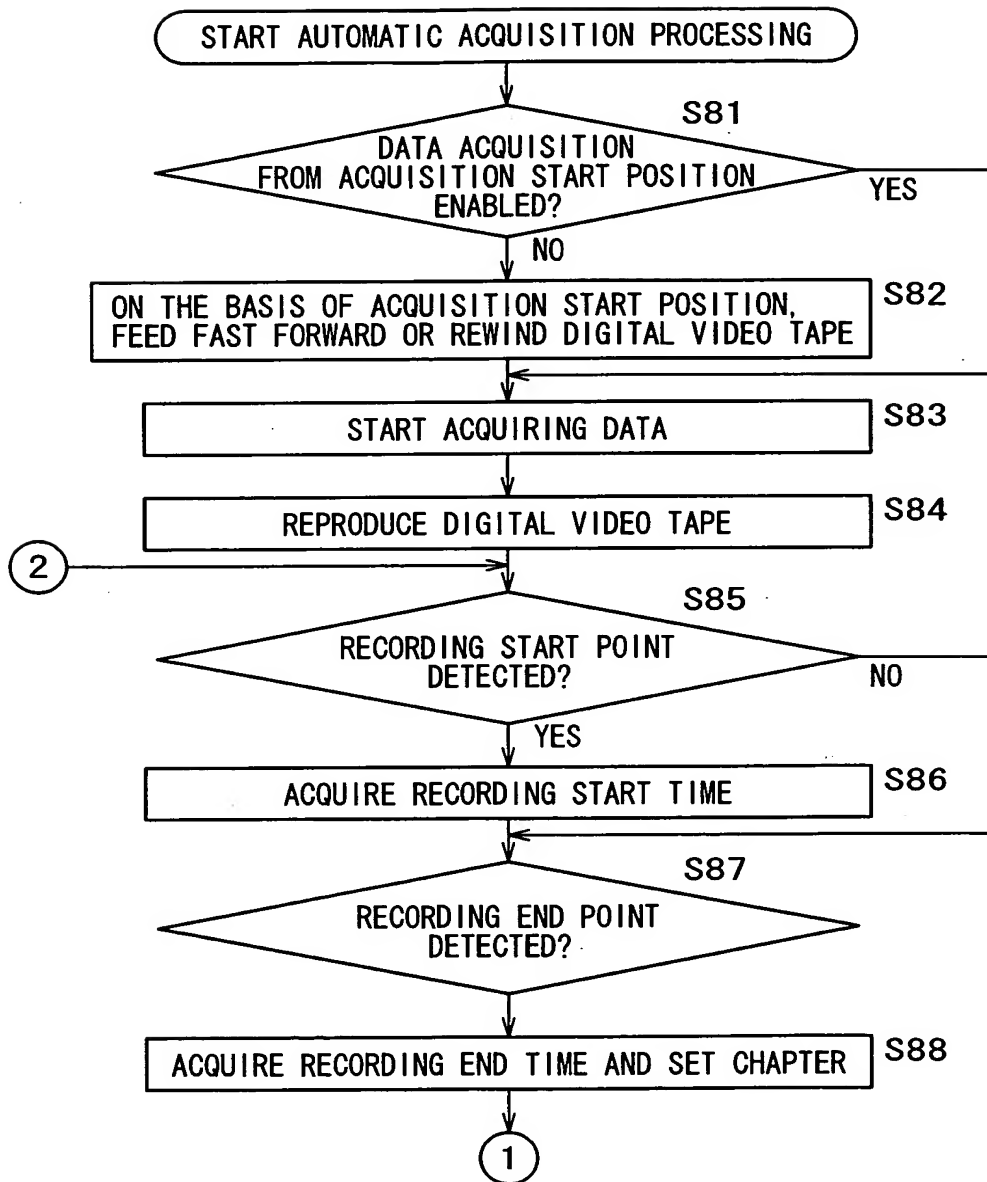 START AUTOMATIC ACQUISITION PROCESSING
S81
DATA ACQUISITION
FROM ACQUISITION START POSITION
ENABLED?
YES
NO
ON THE BASIS OF ACQUISITION START POSITION,
FEED FAST FORWARD OR REWIND DIGITAL VIDEO TAPE
S82
START ACQUIRING DATA
S83
REPRODUCE DIGITAL VIDEO TAPE
S84
2
S85
RECORDING START POINT
DETECTED?
NO
YES
ACQUIRE RECORDING START TIME
S86
S87
RECORDING END POINT
DETECTED?
ACQUIRE RECORDING END TIME AND SET CHAPTER
S88
1